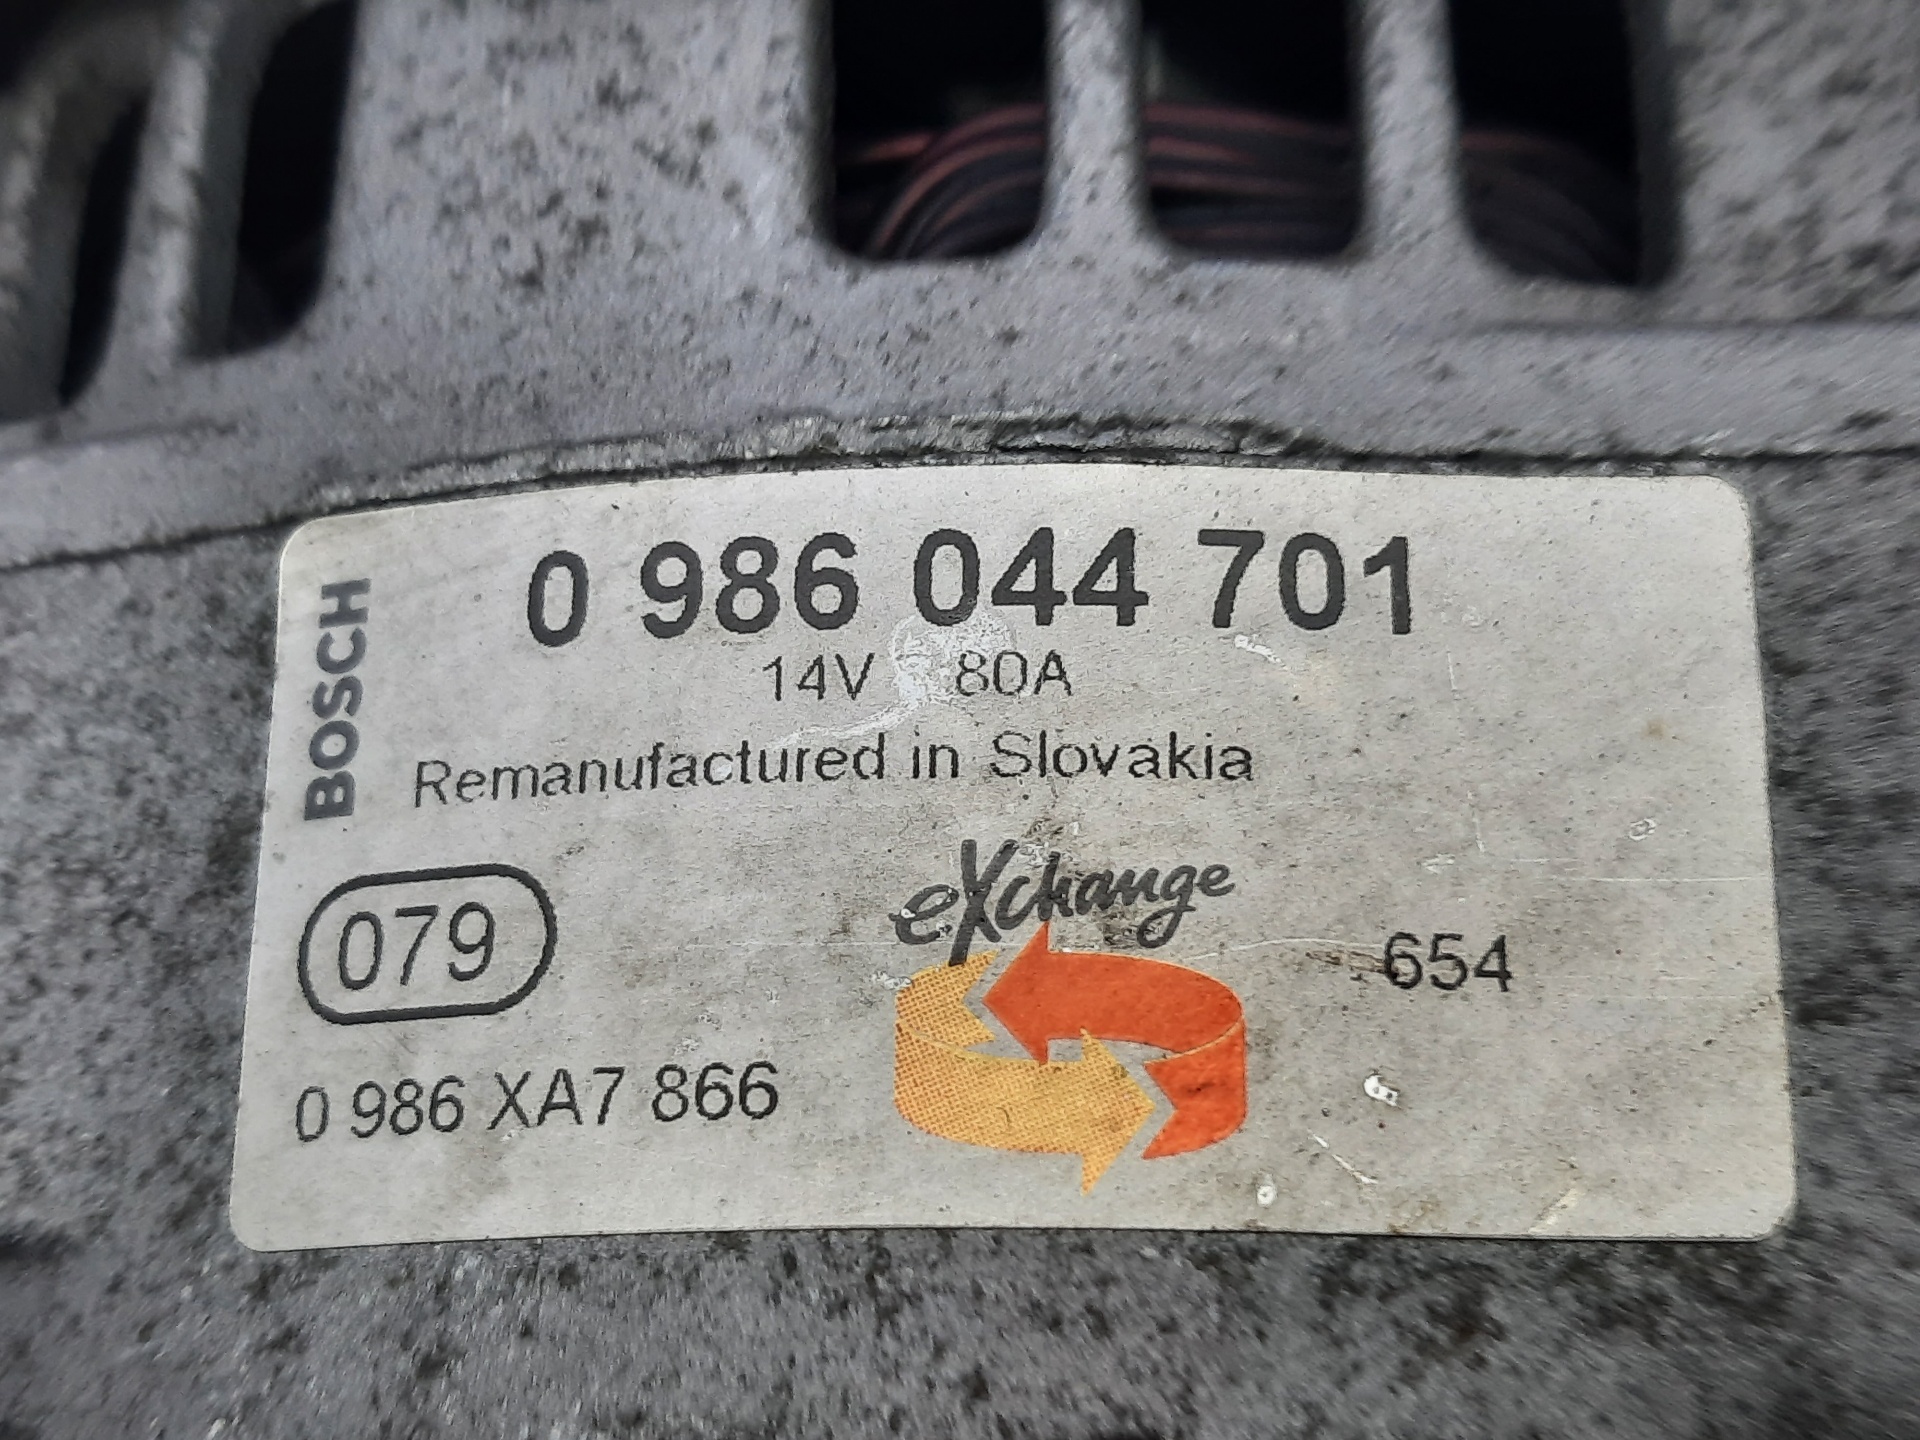 BOSCH
0 986 044 701
14V 80A
Remanufactured in Slovakia
eXchange
079
654
0 986 XA7 866